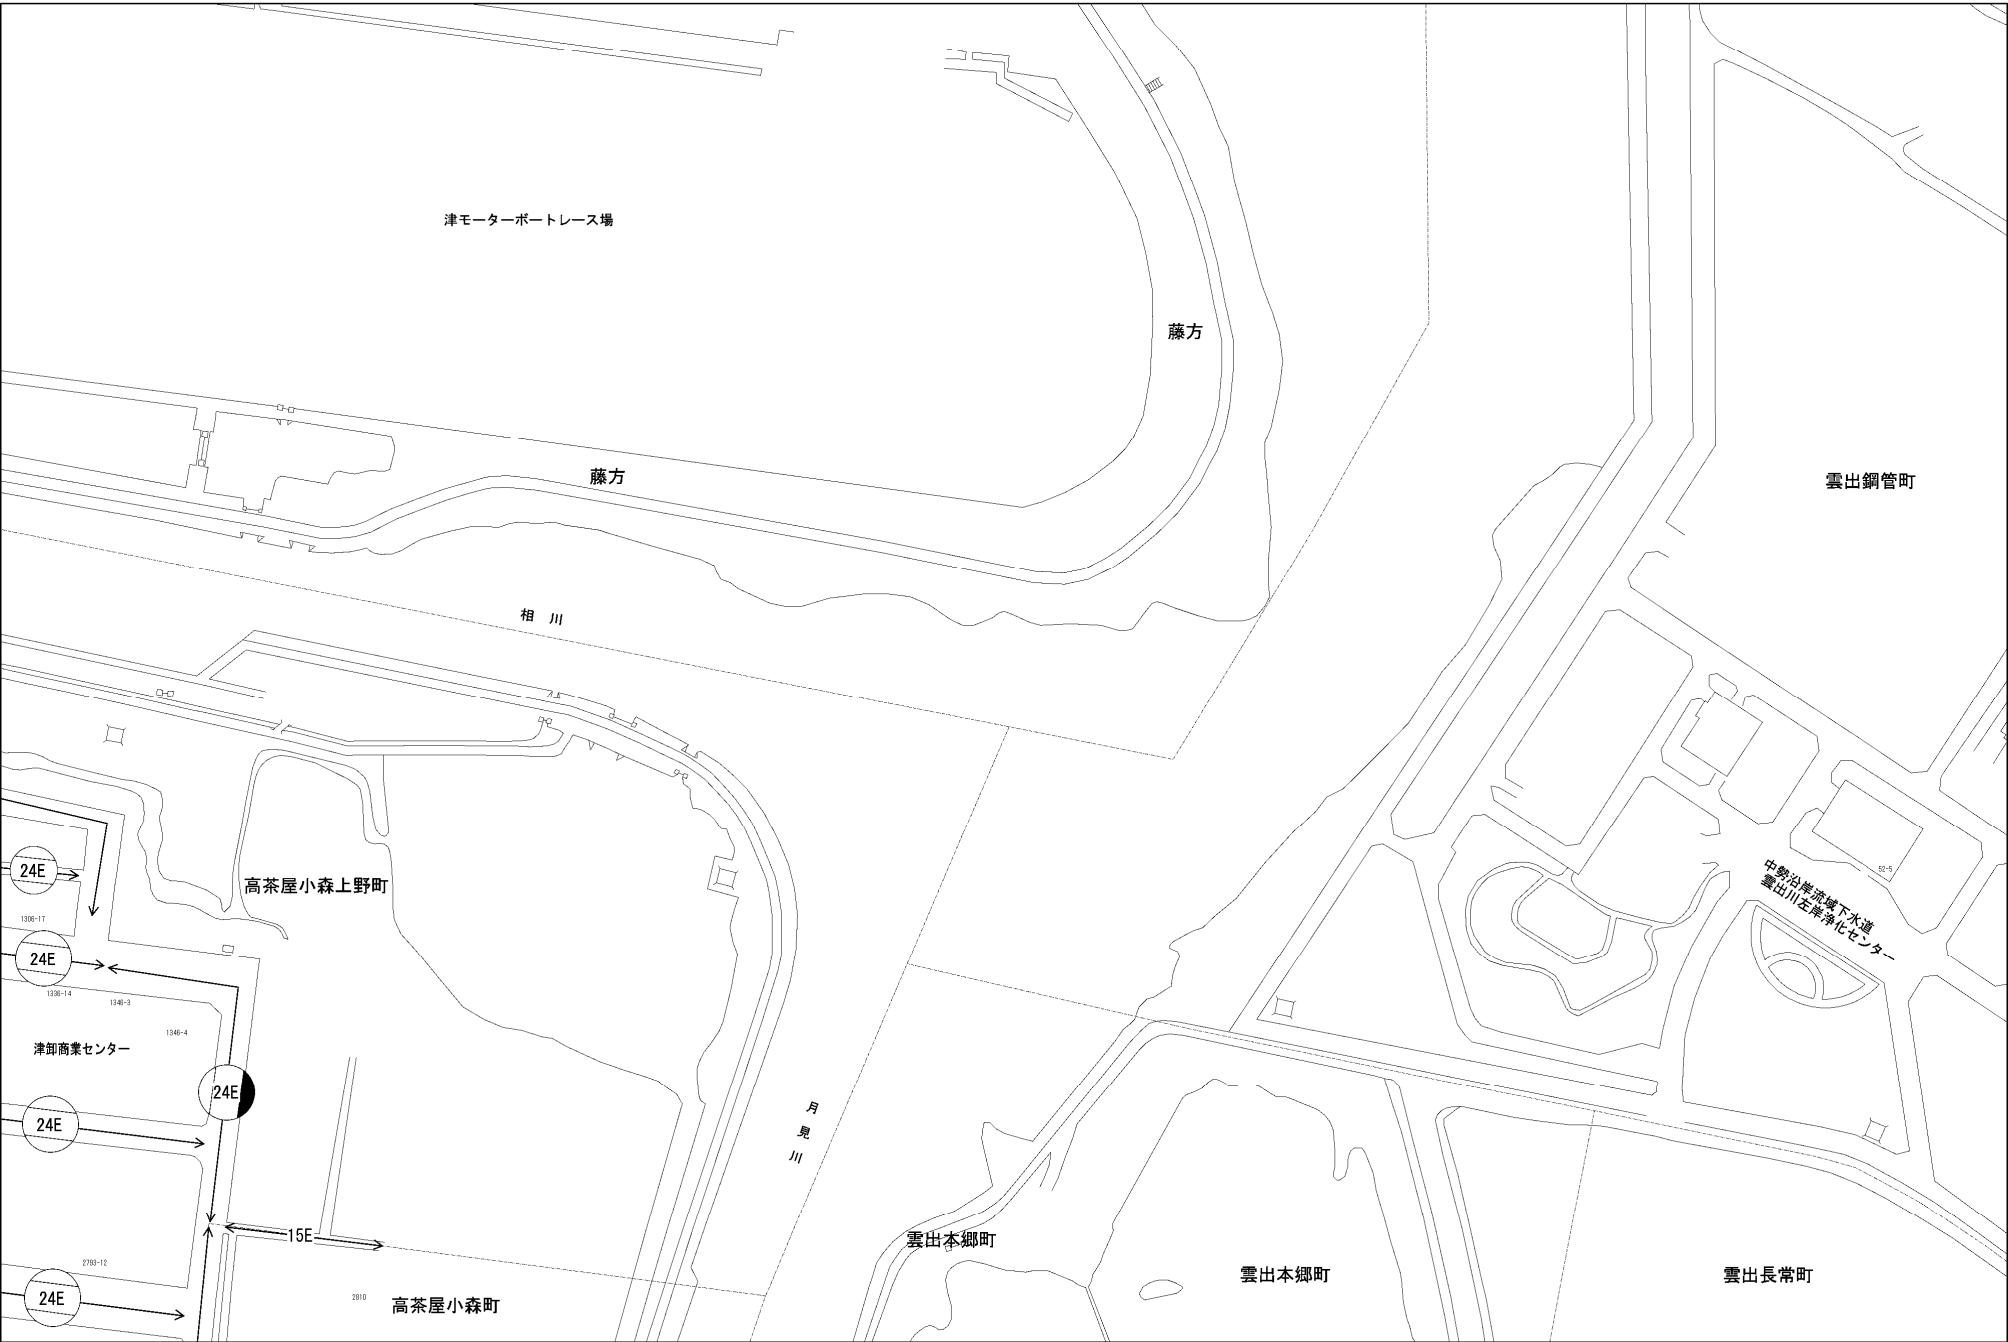 津モーターボートレース場
藤方
藤方
雲出鋼管町
相 川
24E
高茶屋小森上野町
52-5
中勢沿岸流域下水道
雲出川左岸浄化センター
1306-17
24E
1336-14
1346-3
1346-4
津卸商業センター
24E
24E
月見川
15E
雲出本郷町
雲出本郷町
雲出長常町
2793-12
24E
2810
高茶屋小森町